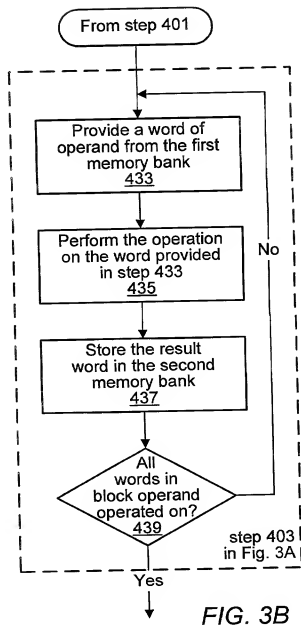 From step 401
Provide a word of
operand from the first
memory bank
433
Perform the operation
on the word provided
in step 433
435
No
Store the result
word in the second
memory bank
437
All
words in
block operand
operated on?
439
step 403
in Fig. 3A
Yes
FIG. 3B